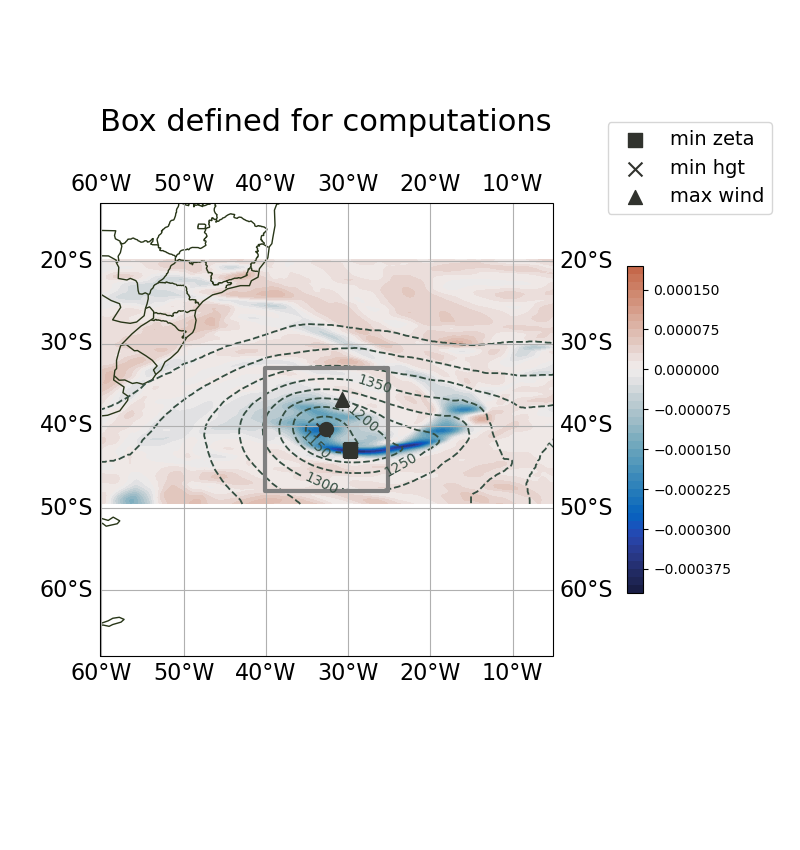 Box defined for computations
min zeta
min hgt
max wind
60°W 50°W 40°W 30°W 20°W 10°W
20°S 20°S
30°S 30°S
40°S 40°S
50°S 50°S
60°S 60°S
1350
1200
1150
1250
1300
60°W 50°W 40°W 30°W 20°W 10°W
0.000150
0.000075
0.000000
−0.000075
−0.000150
−0.000225
−0.000300
−0.000375